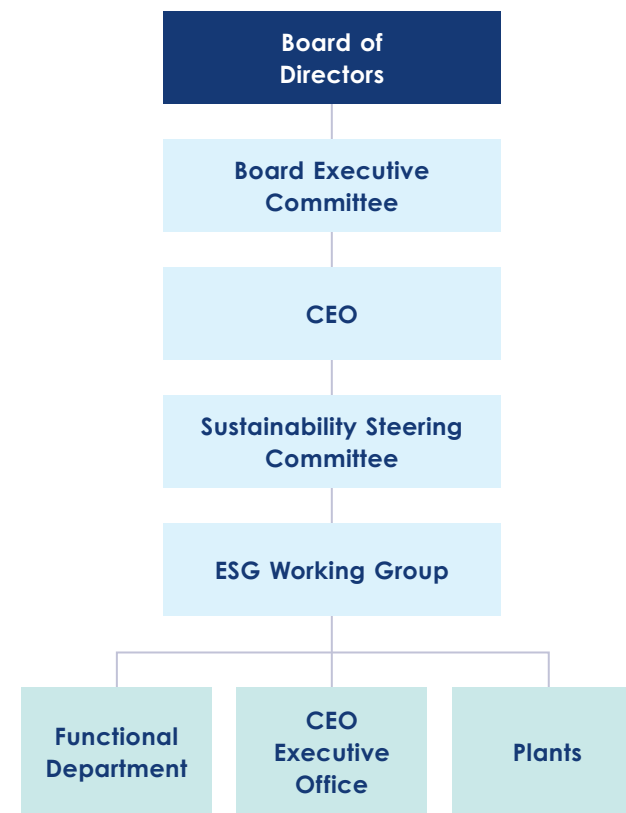 Board of
Directors
Board Executive
Committee
CEO
Sustainability Steering
Committee
ESG Working Group
Functional
Department
CEO
Executive
Office
Plants